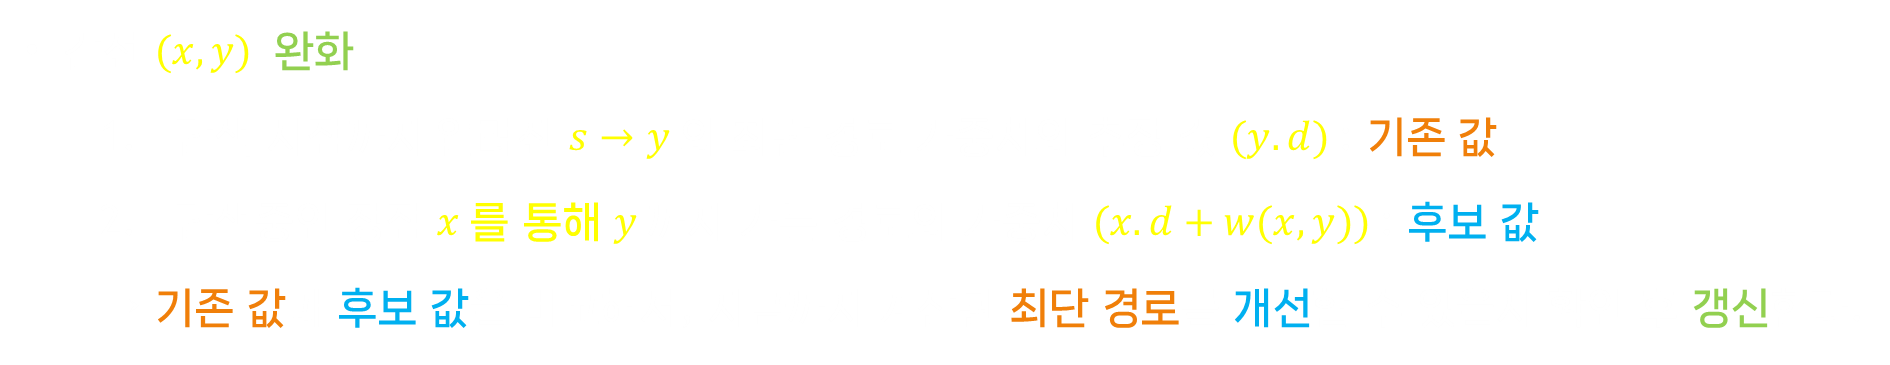 (x, y) 완화
s → y (y. d) 기존 값
x 를 통해 y (x. d + w(x, y)) 후보 값
기존 값 후보 값 최단 경로 개선 갱신